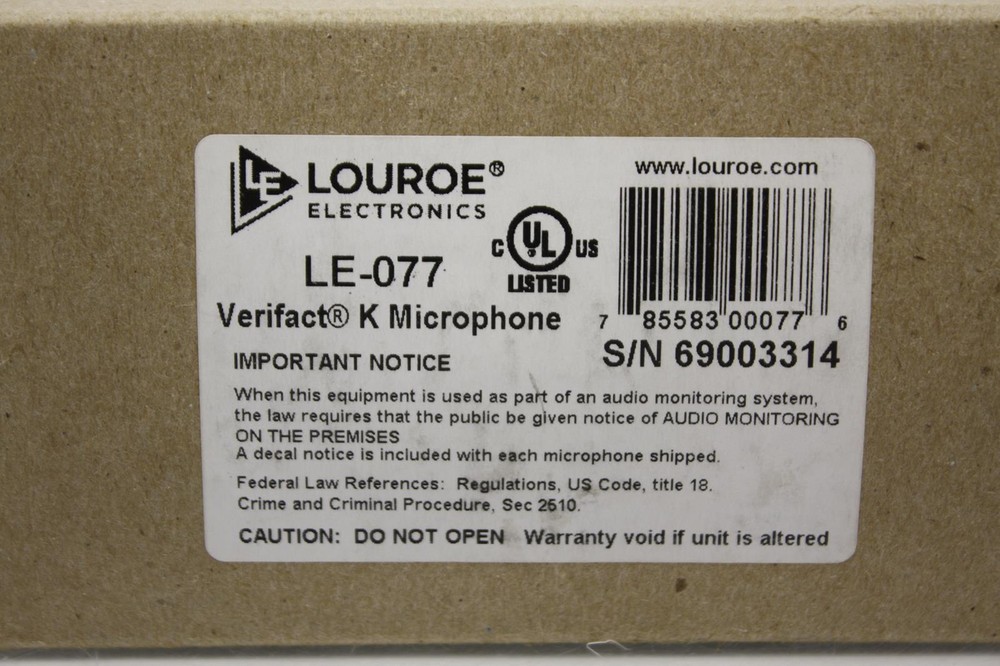 LE LOUROE®
ELECTRONICS
www.louroe.com
C UL US
LISTED
LE-077
Verifact® K Microphone
7 85583 00077 6
S/N 69003314
IMPORTANT NOTICE
When this equipment is used as part of an audio monitoring system,
the law requires that the public be given notice of AUDIO MONITORING
ON THE PREMISES
A decal notice is included with each microphone shipped.
Federal Law References: Regulations, US Code, title 18.
Crime and Criminal Procedure, Sec 2510.
CAUTION: DO NOT OPEN Warranty void if unit is altered